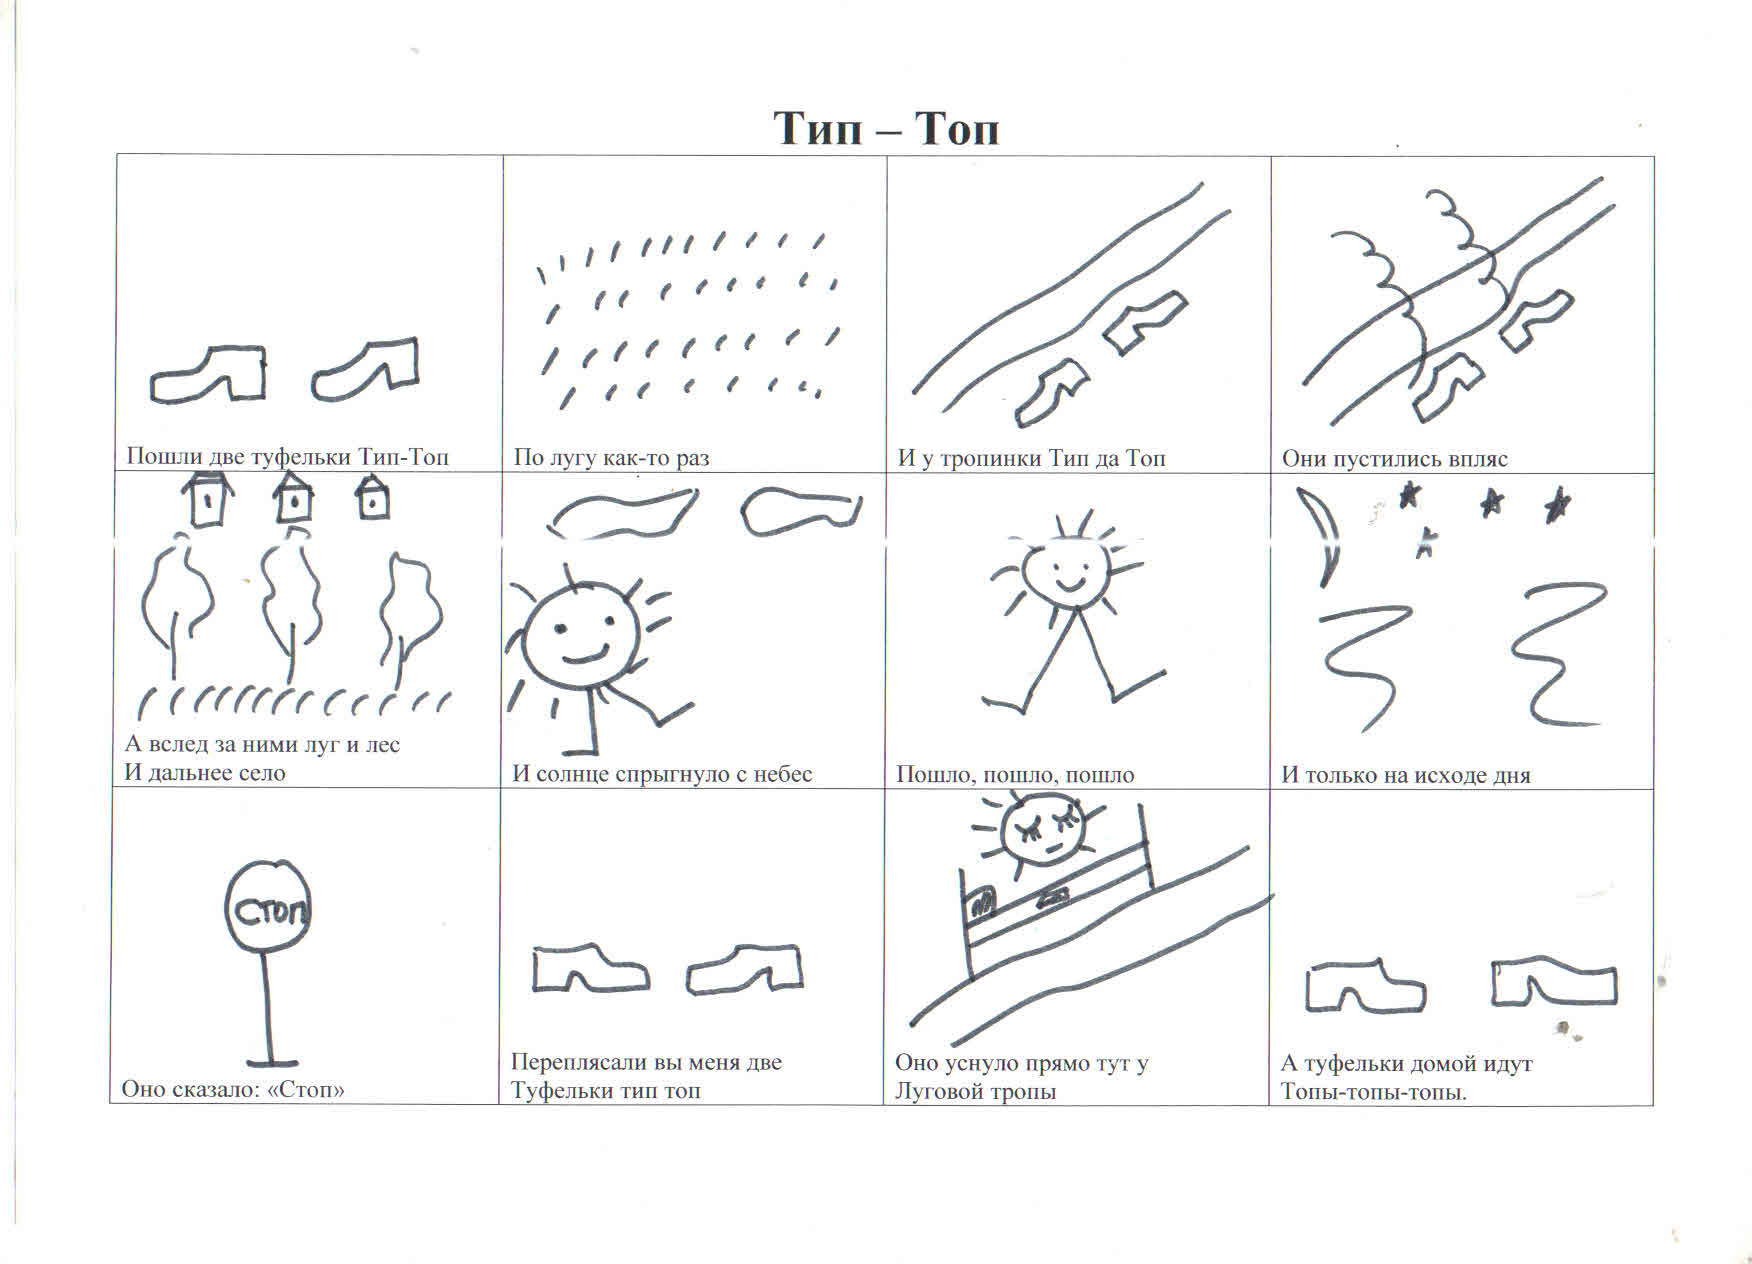 Тип – Топ
Пошли две туфельки Тип-Топ
По лугу как-то раз
И у тропинки Тип да Топ
Они пустились впляс
А вслед за ними луг и лес
И дальнее село
И солнце спрыгнуло с небес
Пошло, пошло, пошло
И только на исходе дня
СТОП
Оно сказало: «Стоп»
Переплясали вы меня две
Туфельки тип топ
Оно уснуло прямо тут у
Луговой тропы
А туфельки домой идут
Топы-топы-топы.